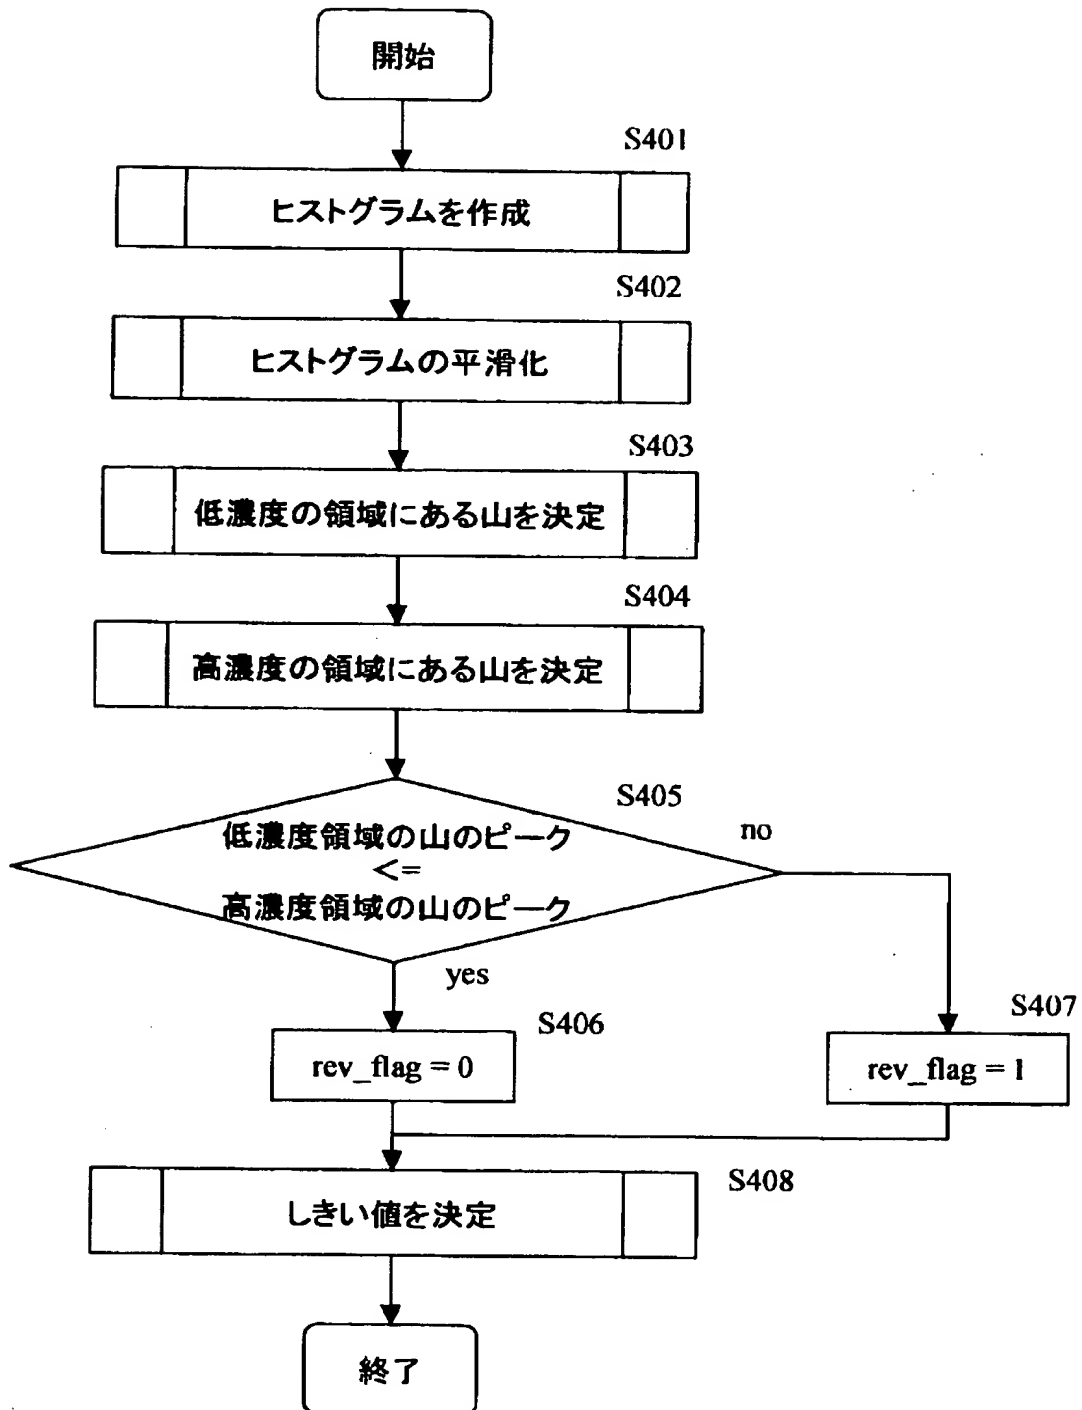 開始
S401
ヒストグラムを作成
S402
ヒストグラムの平滑化
S403
低濃度の領域にある山を決定
S404
高濃度の領域にある山を決定
S405
低濃度領域の山のピーク
<=
高濃度領域の山のピーク
no
yes
S406
rev_flag = 0
S407
rev_flag = 1
S408
しきい値を決定
終了